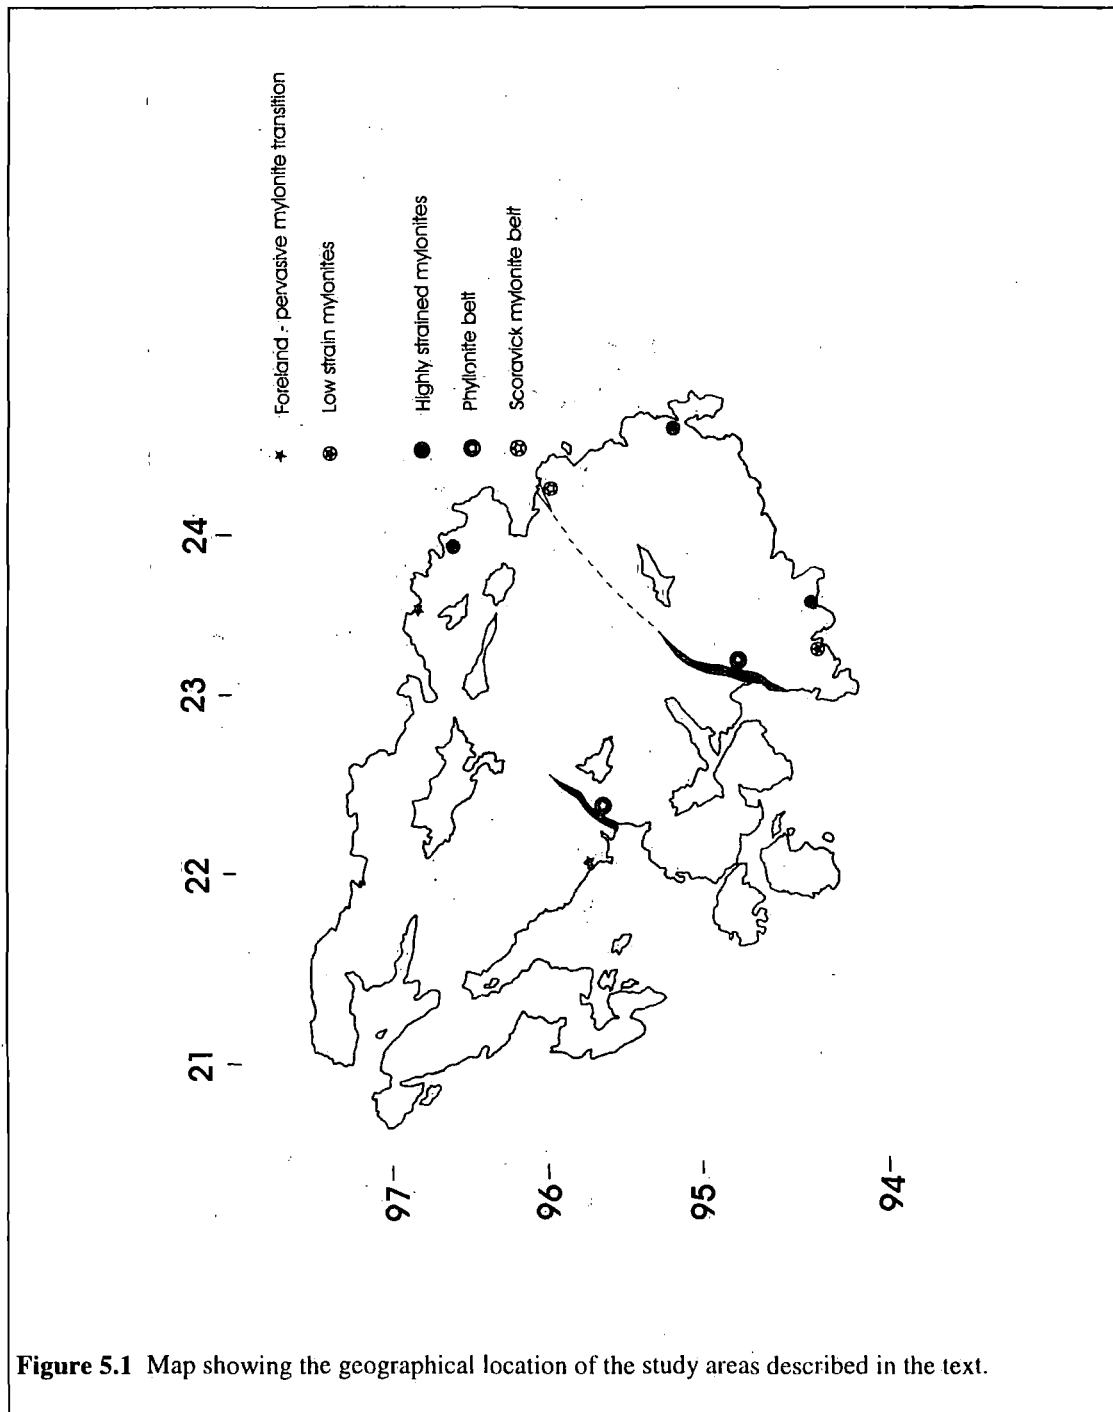 Foreland - pervasive mylonite transition
Low strain mylonites
Highly strained mylonites
Phyllonite belt
Scoravick mylonite belt
24
23
22
21
97
96
95
94
Figure 5.1 Map showing the geographical location of the study areas described in the text.